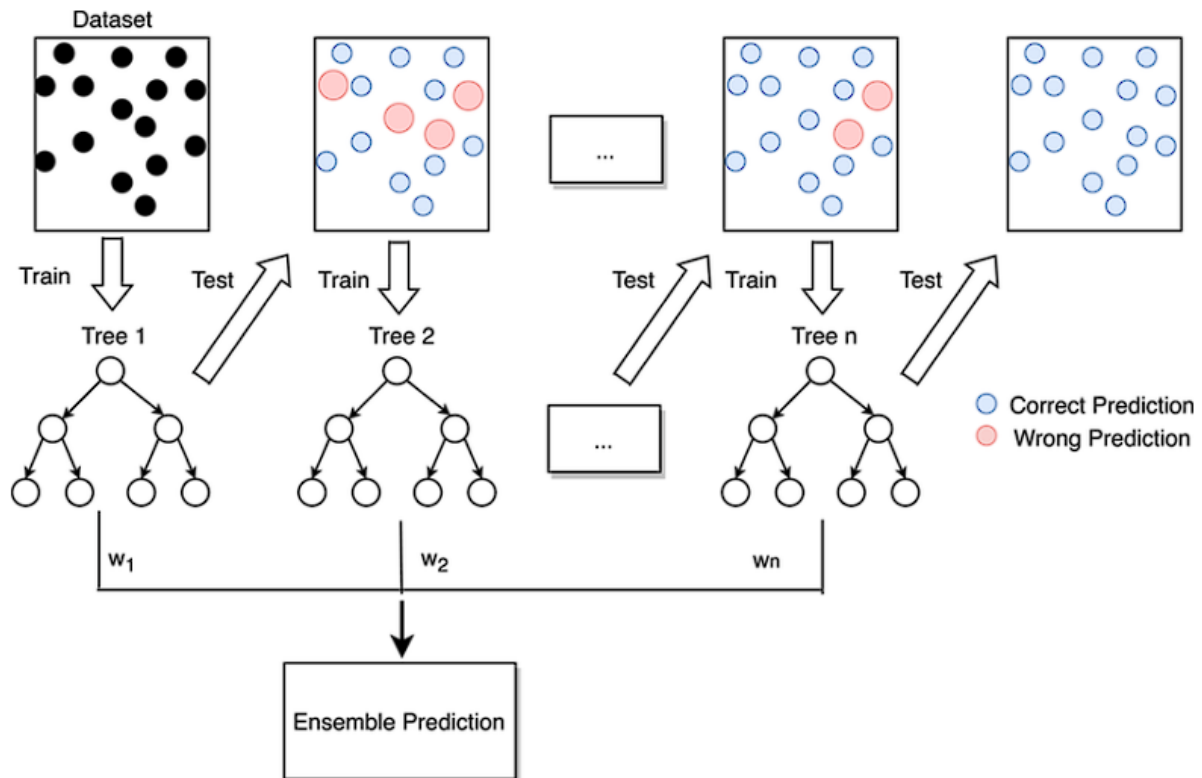 Dataset
...
Train
Test
Train
Test
Train
Test
Tree 1
Tree 2
Tree n
...
Correct Prediction
Wrong Prediction
w1
w2
wn
Ensemble Prediction